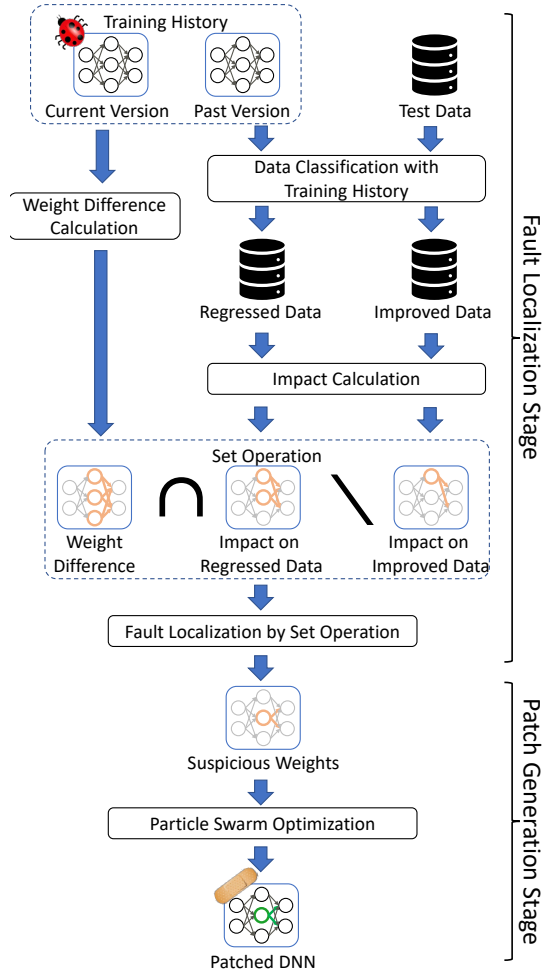 Training History
Current Version
Past Version
Test Data
Data Classification with
Training History
Weight Difference
Calculation
Regressed Data
Improved Data
Impact Calculation
Set Operation
Weight
Difference
Impact on
Regressed Data
Impact on
Improved Data
Fault Localization by Set Operation
Fault Localization Stage
Suspicious Weights
Particle Swarm Optimization
Patched DNN
Patch Generation Stage